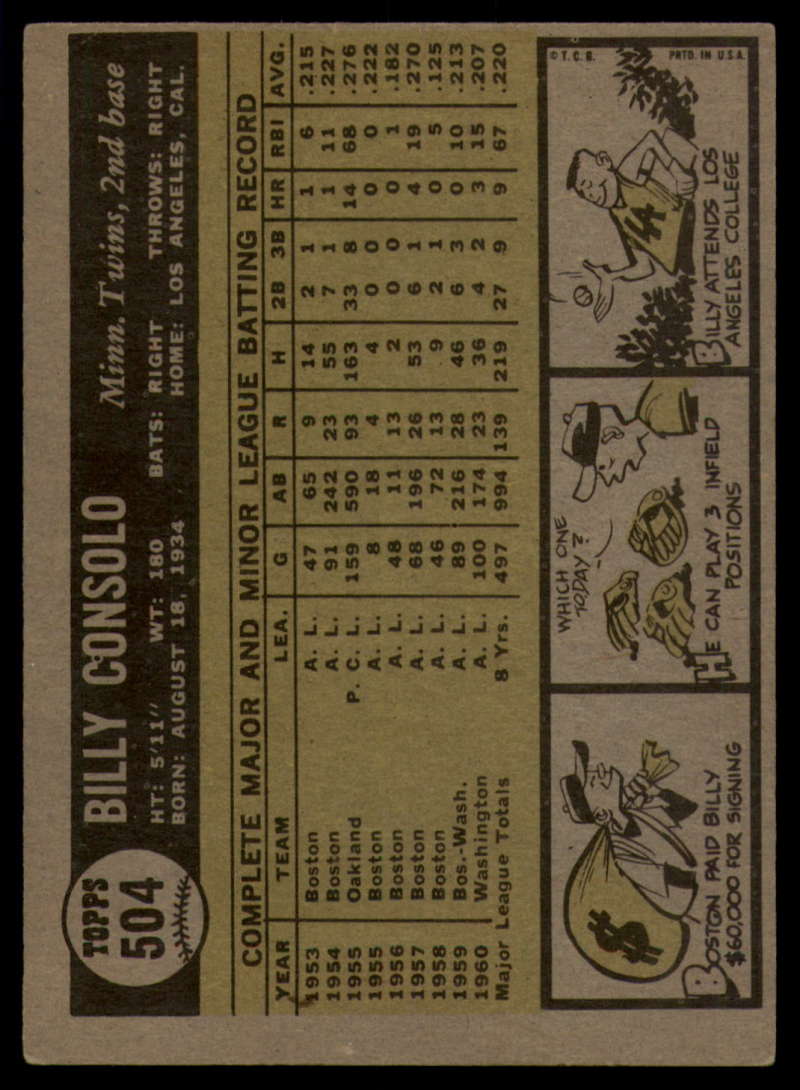 TOPPS
504
BILLY CONSOLO Minn. Twins, 2nd base
HT: 5'11" WT: 180 BATS: RIGHT THROWS: RIGHT
BORN: AUGUST 18, 1934 HOME: LOS ANGELES, CAL.
COMPLETE MAJOR AND MINOR LEAGUE BATTING RECORD
YEAR TEAM LEA. G AB R H 2B 3B HR RBI AVG.
1953 Boston A. L. 47 65 9 14 2 1 1 6 .215
1954 Boston A. L. 91 242 23 55 7 1 1 11 .227
1955 Oakland P. C. L. 159 590 93 163 33 8 14 68 .276
1955 Boston A. L. 8 18 4 4 0 0 0 0 .222
1956 Boston A. L. 48 11 13 2 0 0 0 1 .182
1957 Boston A. L. 68 196 26 53 6 1 4 19 .270
1958 Boston A. L. 46 72 13 9 2 1 0 5 .125
1959 Bos.-Wash. A. L. 89 216 28 46 6 3 0 10 .213
1960 Washington A. L. 100 174 23 36 4 2 3 15 .207
Major League Totals 8 Yrs. 497 994 139 219 27 9 9 67 .220
$
BOSTON PAID BILLY
$60,000 FOR SIGNING
WHICH ONE
TODAY?
HE CAN PLAY 3 INFIELD
POSITIONS
© T. C. G. PRTD. IN U.S.A.
LA
BILLY ATTENDS LOS
ANGELES COLLEGE